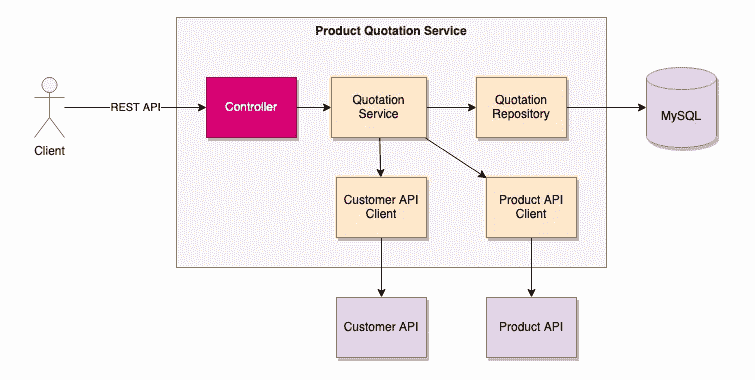 Product Quotation Service
REST API
Controller
Quotation
Service
Quotation
Repository
MySQL
Client
Customer API
Client
Product API
Client
Customer API
Product API